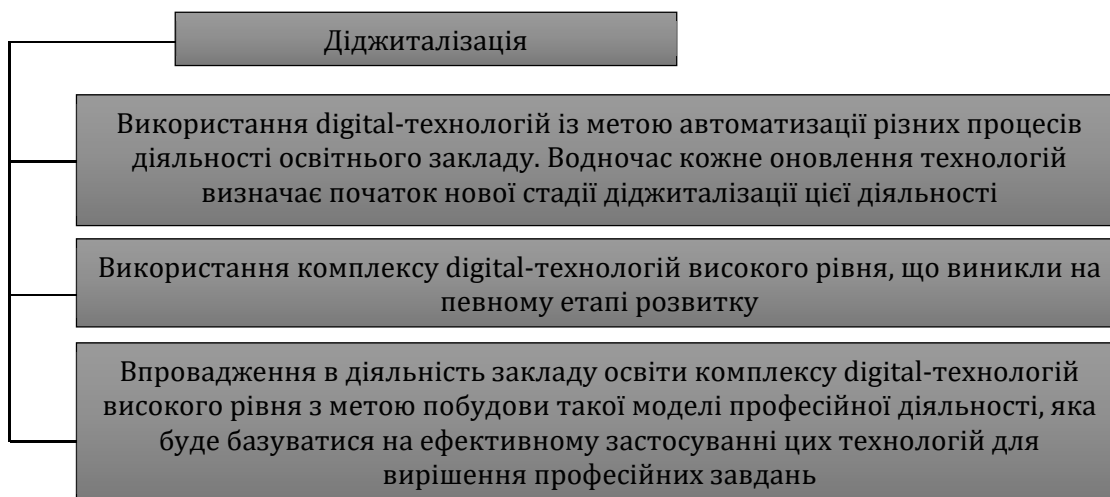 Діджиталізація
Використання digital-технологій із метою автоматизації різних процесів
діяльності освітнього закладу. Водночас кожне оновлення технологій
визначає початок нової стадії діджиталізації цієї діяльності
Використання комплексу digital-технологій високого рівня, що виникли на
певному етапі розвитку
Впровадження в діяльність закладу освіти комплексу digital-технологій
високого рівня з метою побудови такої моделі професійної діяльності, яка
буде базуватися на ефективному застосуванні цих технологій для
вирішення професійних завдань